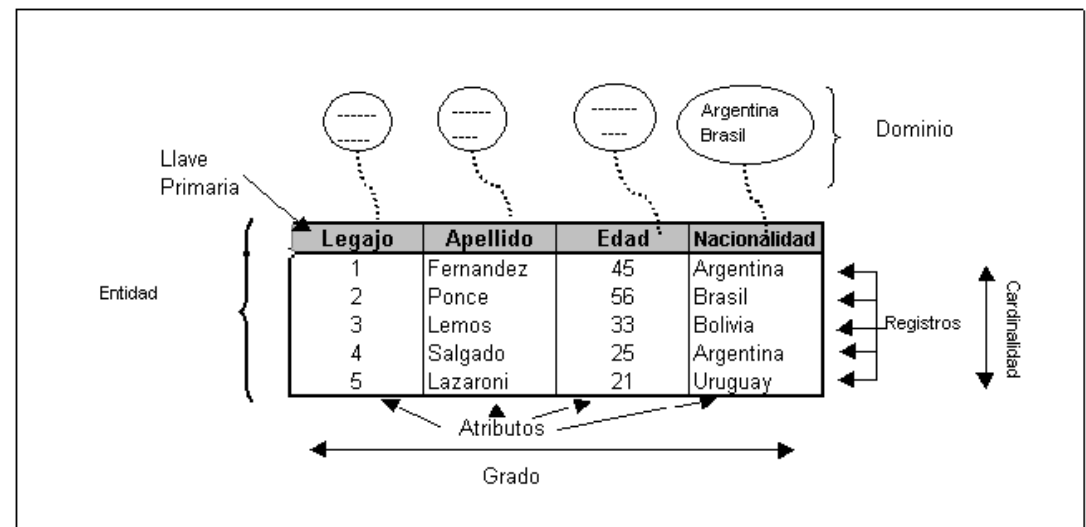 Argentina
Brasil
Dominio
Llave
Primaria
Legajo Apellido Edad Nacionalidad
1 Fernandez 45 Argentina
2 Ponce 56 Brasil
3 Lemos 33 Bolivia
4 Salgado 25 Argentina
5 Lazaroni 21 Uruguay
Entidad
Registros
Cardinalidad
Atributos
Grado